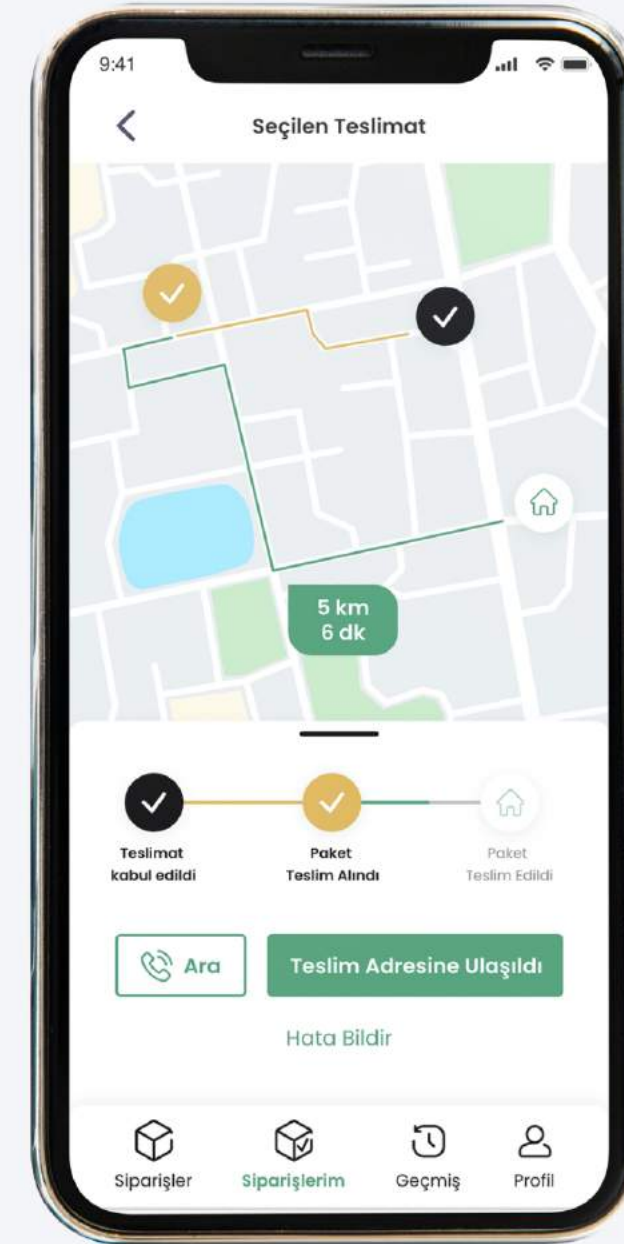 9:41
Seçilen Teslimat
5 km
6 dk
Teslimat
kabul edildi
Paket
Teslim Alındı
Paket
Teslim Edildi
Ara
Teslim Adresine Ulaşıldı
Hata Bildir
Siparişler
Siparişlerim
Geçmiş
Profil